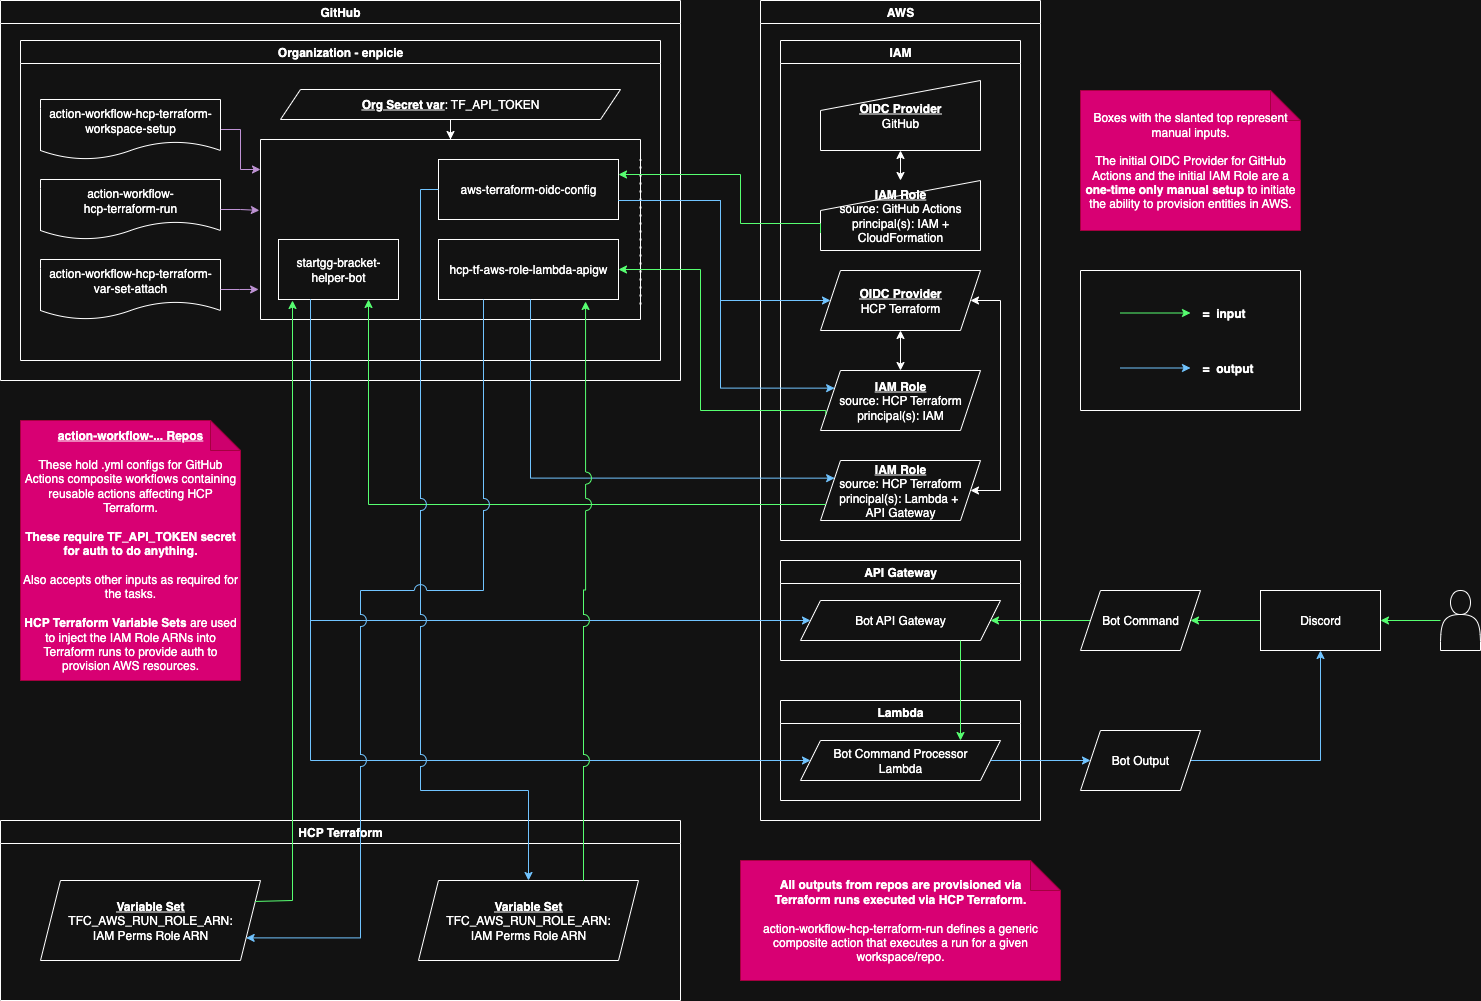 GitHub
Organization - enpicie
Org Secret var: TF_API_TOKEN
action-workflow-hcp-terraform-
workspace-setup
action-workflow-
hcp-terraform-run
action-workflow-hcp-terraform-
var-set-attach
aws-terraform-oidc-config
startgg-bracket-
helper-bot
hcp-tf-aws-role-lambda-apigw
AWS
IAM
OIDC Provider
GitHub
IAM Role
source: GitHub Actions
principal(s): IAM +
CloudFormation
OIDC Provider
HCP Terraform
IAM Role
source: HCP Terraform
principal(s): IAM
IAM Role
source: HCP Terraform
principal(s): Lambda +
API Gateway
API Gateway
Bot API Gateway
Lambda
Bot Command Processor
Lambda
Boxes with the slanted top represent
manual inputs.
The initial OIDC Provider for GitHub
Actions and the initial IAM Role are a
one-time only manual setup to initiate
the ability to provision entities in AWS.
= input
= output
action-workflow-... Repos
These hold .yml configs for GitHub
Actions composite workflows containing
reusable actions affecting HCP
Terraform.
These require TF_API_TOKEN secret
for auth to do anything.
Also accepts other inputs as required for
the tasks.
HCP Terraform Variable Sets are used
to inject the IAM Role ARNs into
Terraform runs to provide auth to
provision AWS resources.
Bot Command
Discord
Bot Output
HCP Terraform
Variable Set
TFC_AWS_RUN_ROLE_ARN:
IAM Perms Role ARN
Variable Set
TFC_AWS_RUN_ROLE_ARN:
IAM Perms Role ARN
All outputs from repos are provisioned via
Terraform runs executed via HCP Terraform.
action-workflow-hcp-terraform-run defines a generic
composite action that executes a run for a given
workspace/repo.